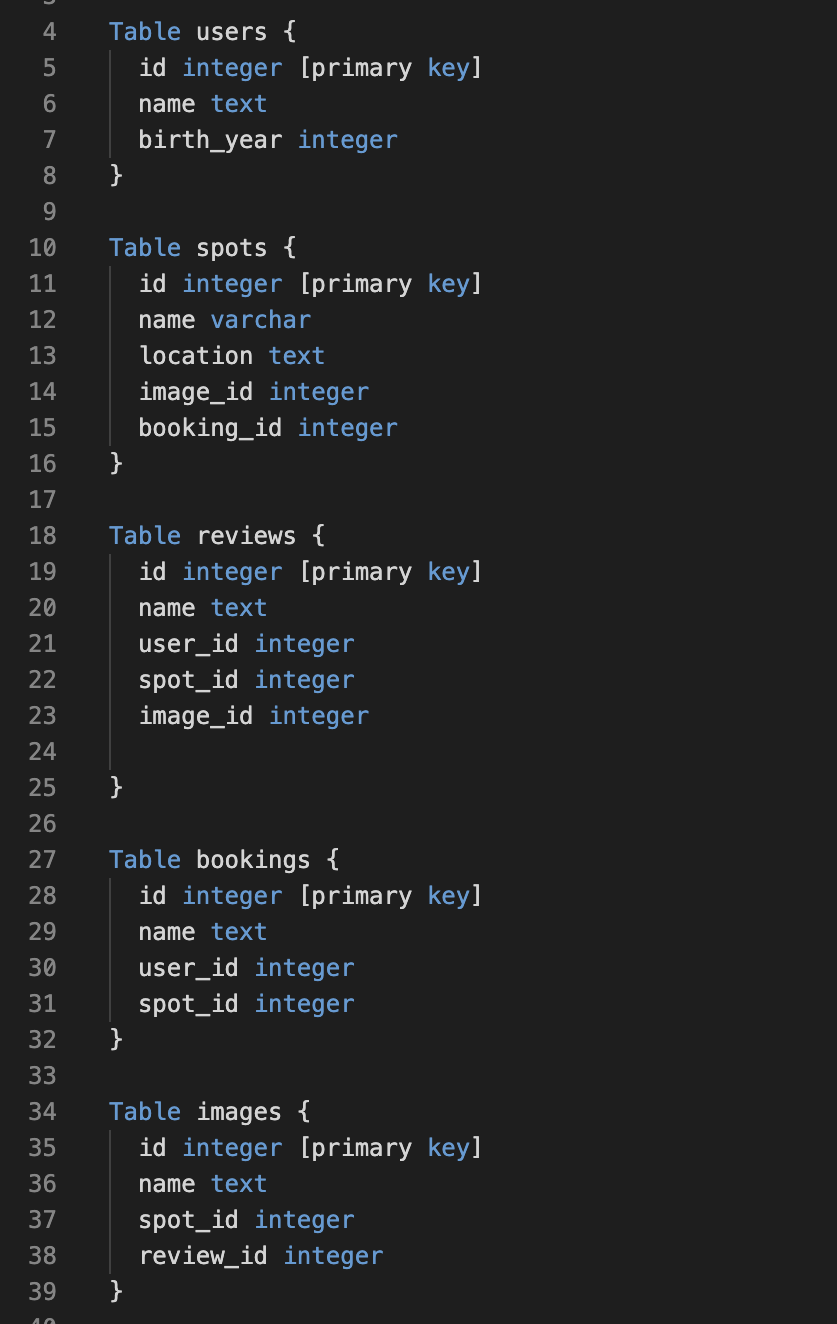 4 Table users {
5 id integer [primary key]
6 name text
7 birth_year integer
8 }
9
10 Table spots {
11 id integer [primary key]
12 name varchar
13 location text
14 image_id integer
15 booking_id integer
16 }
17
18 Table reviews {
19 id integer [primary key]
20 name text
21 user_id integer
22 spot_id integer
23 image_id integer
24
25 }
26
27 Table bookings {
28 id integer [primary key]
29 name text
30 user_id integer
31 spot_id integer
32 }
33
34 Table images {
35 id integer [primary key]
36 name text
37 spot_id integer
38 review_id integer
39 }